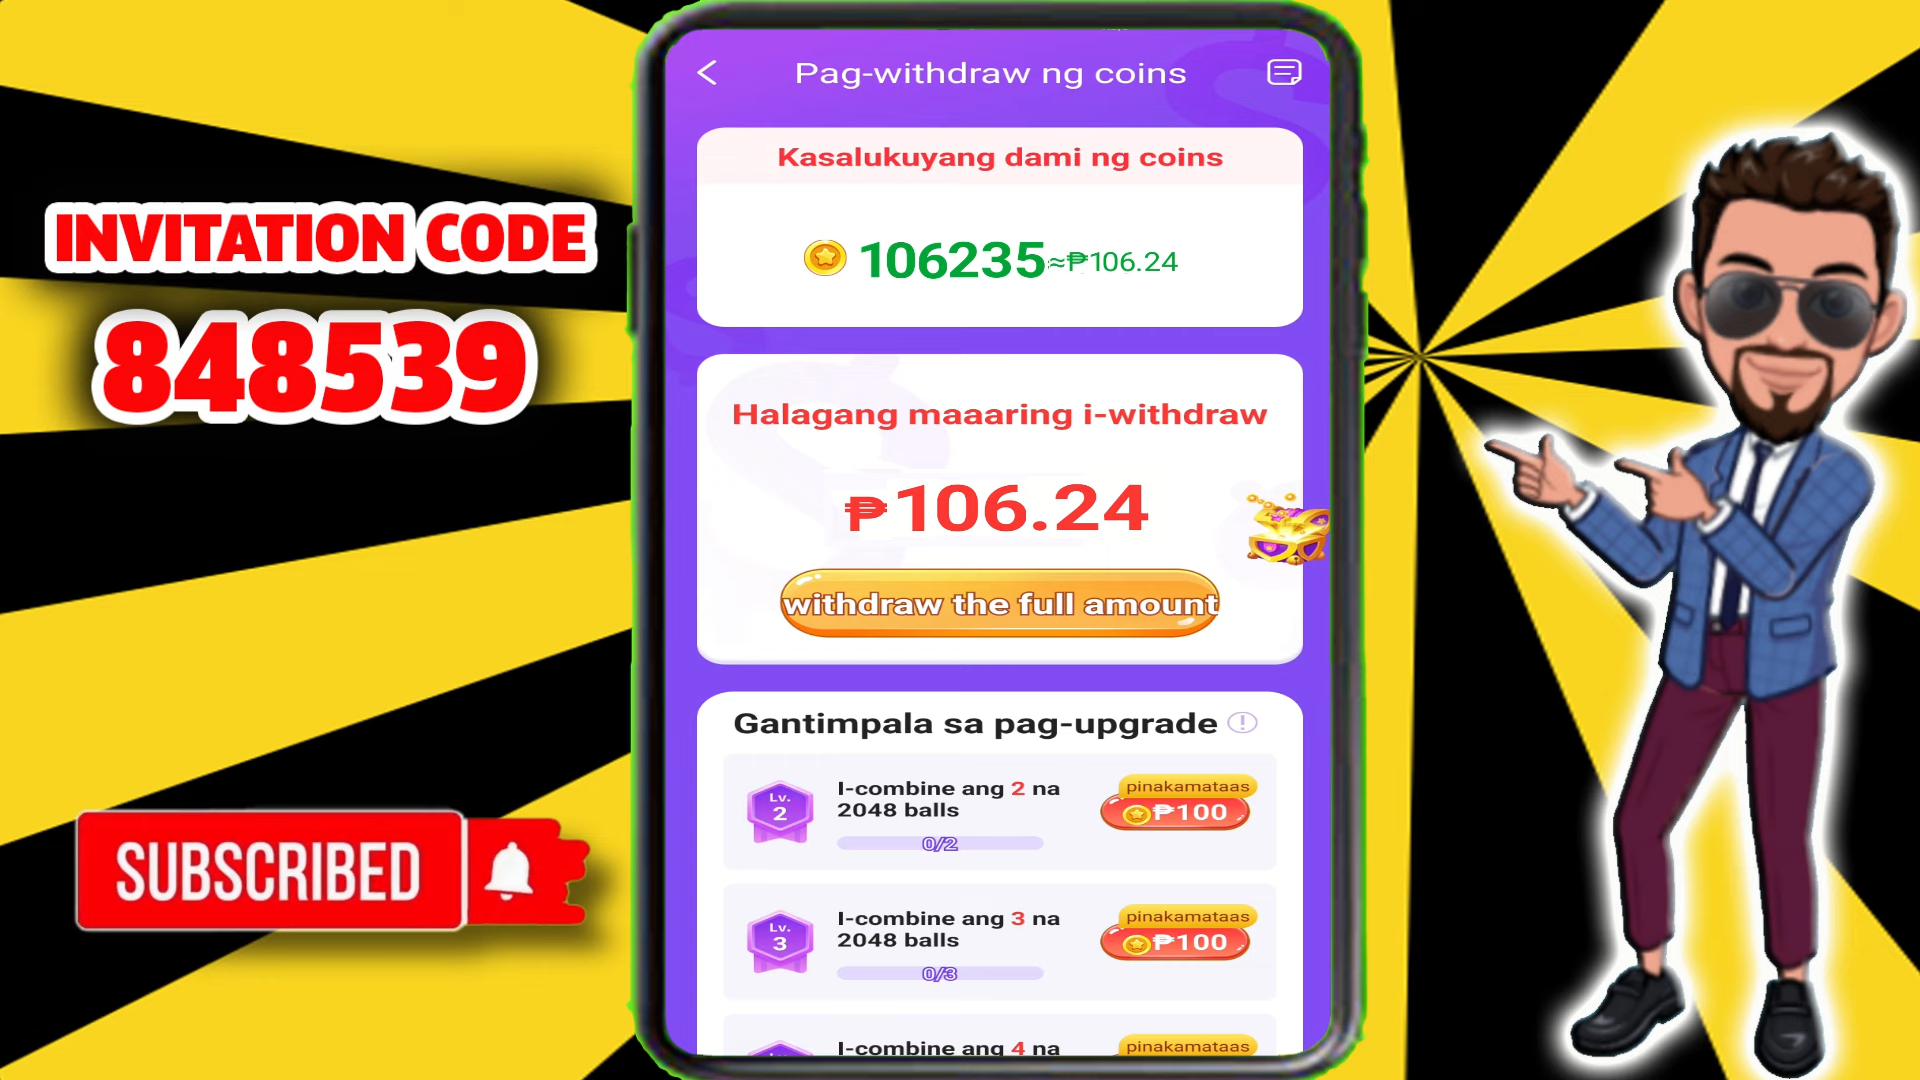 INVITATION CODE
848539
SUBSCRIBED
Pag-withdraw ng coins
Kasalukuyang dami ng coins
106235≈₱106.24
Halagang maaaring i-withdraw
₱106.24
withdraw the full amount
Gantimpala sa pag-upgrade
Lv.
2
I-combine ang 2 na
2048 balls
0/2
pinakamataas
₱100
Lv.
3
I-combine ang 3 na
2048 balls
0/3
pinakamataas
₱100
Lv.
I-combine ang 4 na
pinakamataas